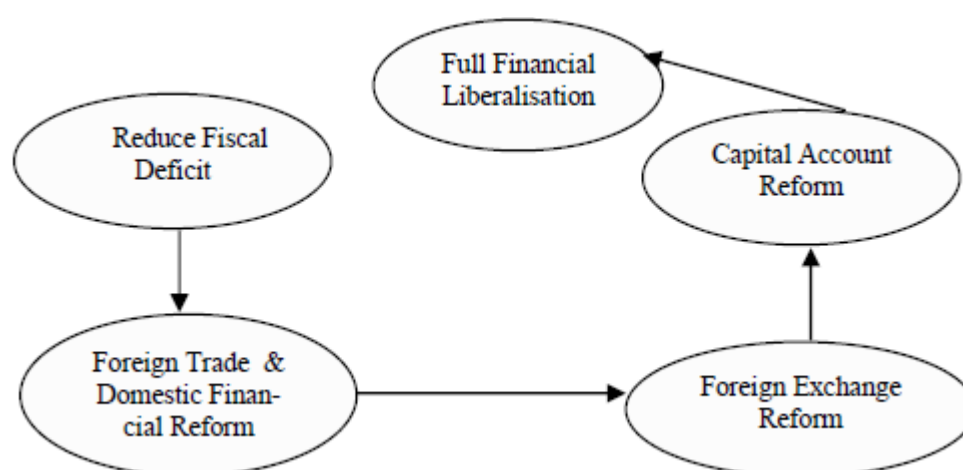 Full Financial
Liberalisation
Reduce Fiscal
Deficit
Capital Account
Reform
Foreign Trade &
Domestic Finan-
cial Reform
Foreign Exchange
Reform